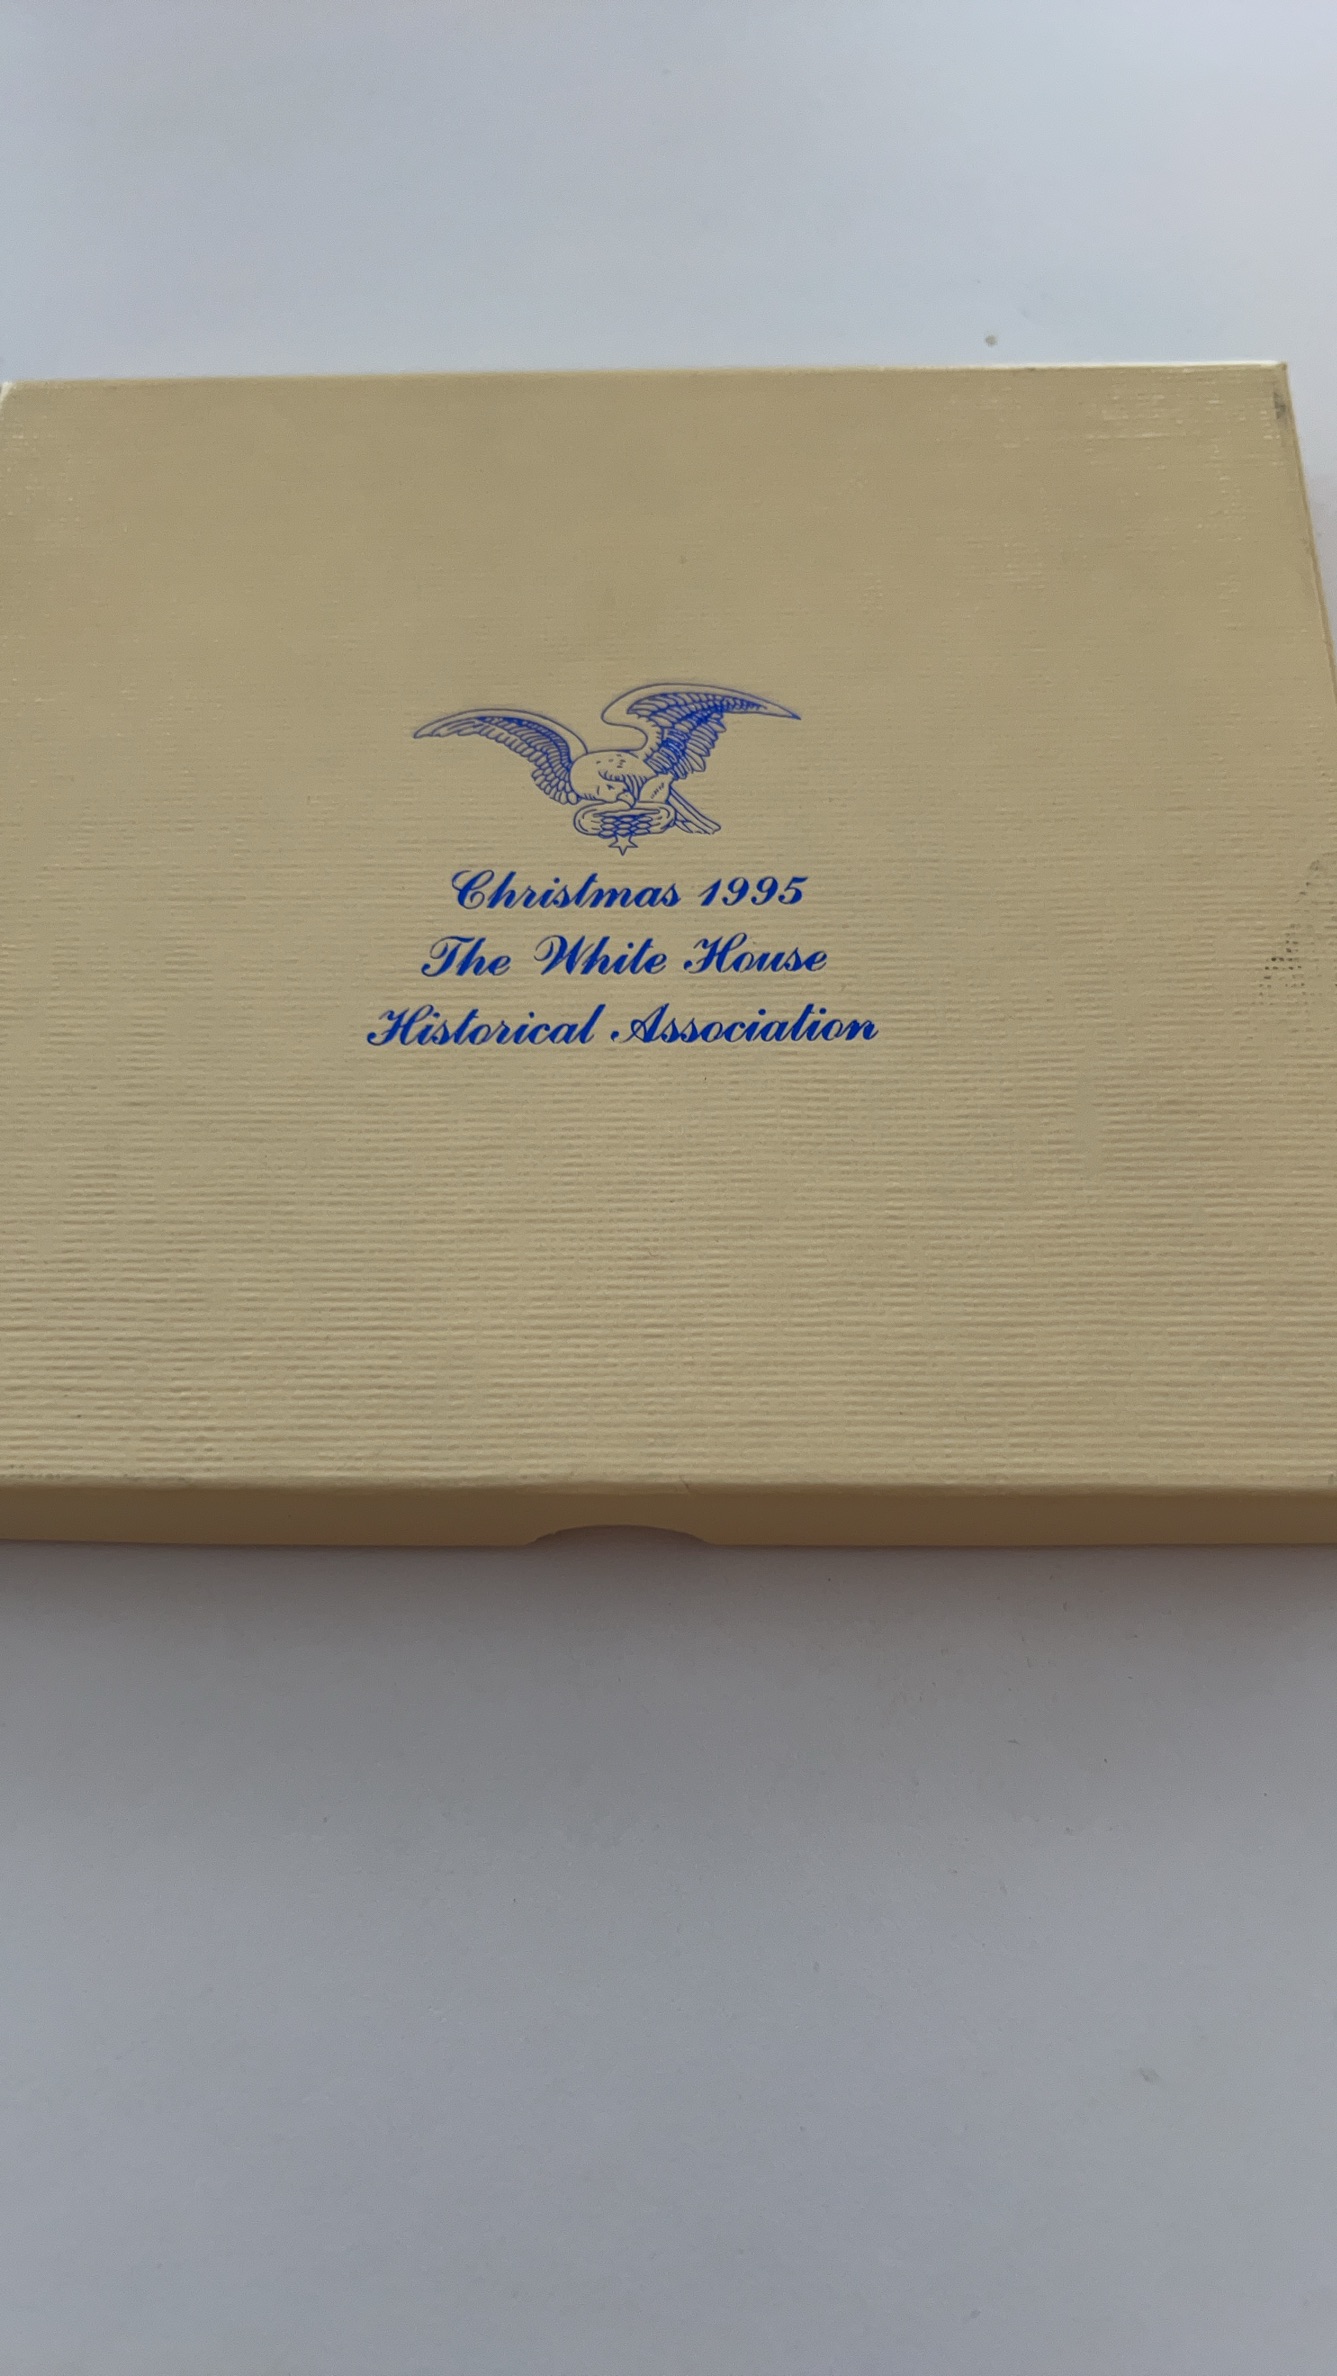 Christmas 1995
The White House
Historical Association